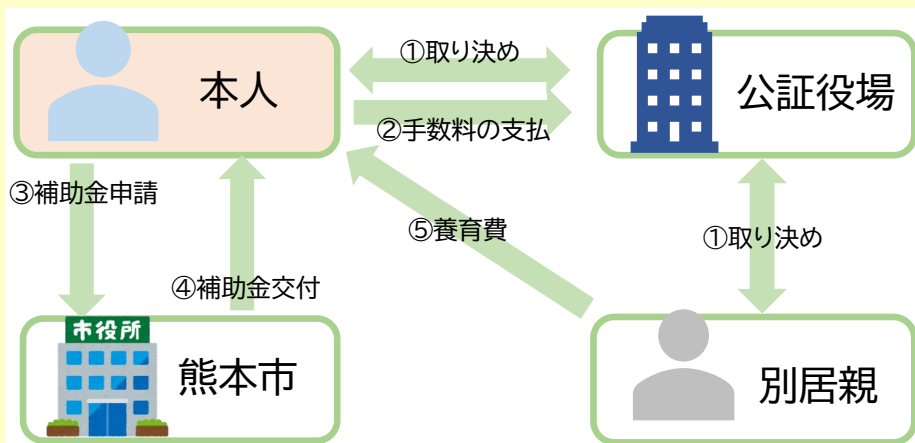 本人
①取り決め
公証役場
②手数料の支払
③補助金申請
⑤養育費
①取り決め
④補助金交付
市役所
熊本市
別居親